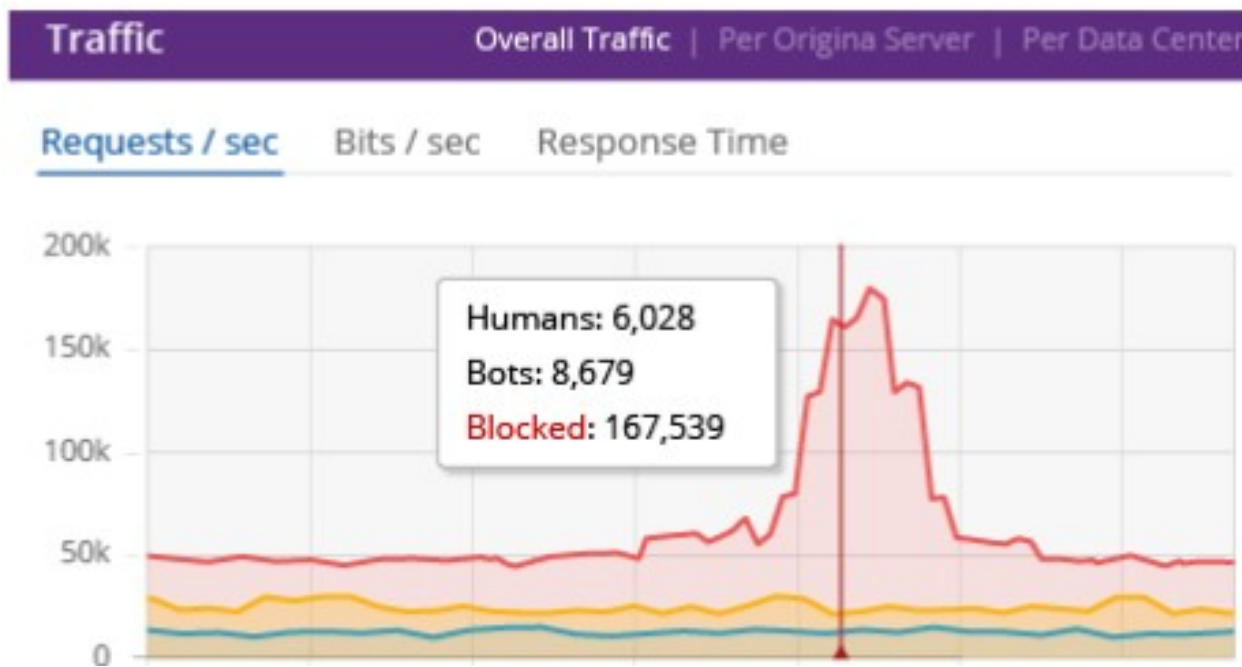 Traffic
Overall Traffic | Per Origina Server | Per Data Center
Requests / sec Bits / sec Response Time
200k
150k
100k
50k
0
Humans: 6,028
Bots: 8,679
Blocked: 167,539